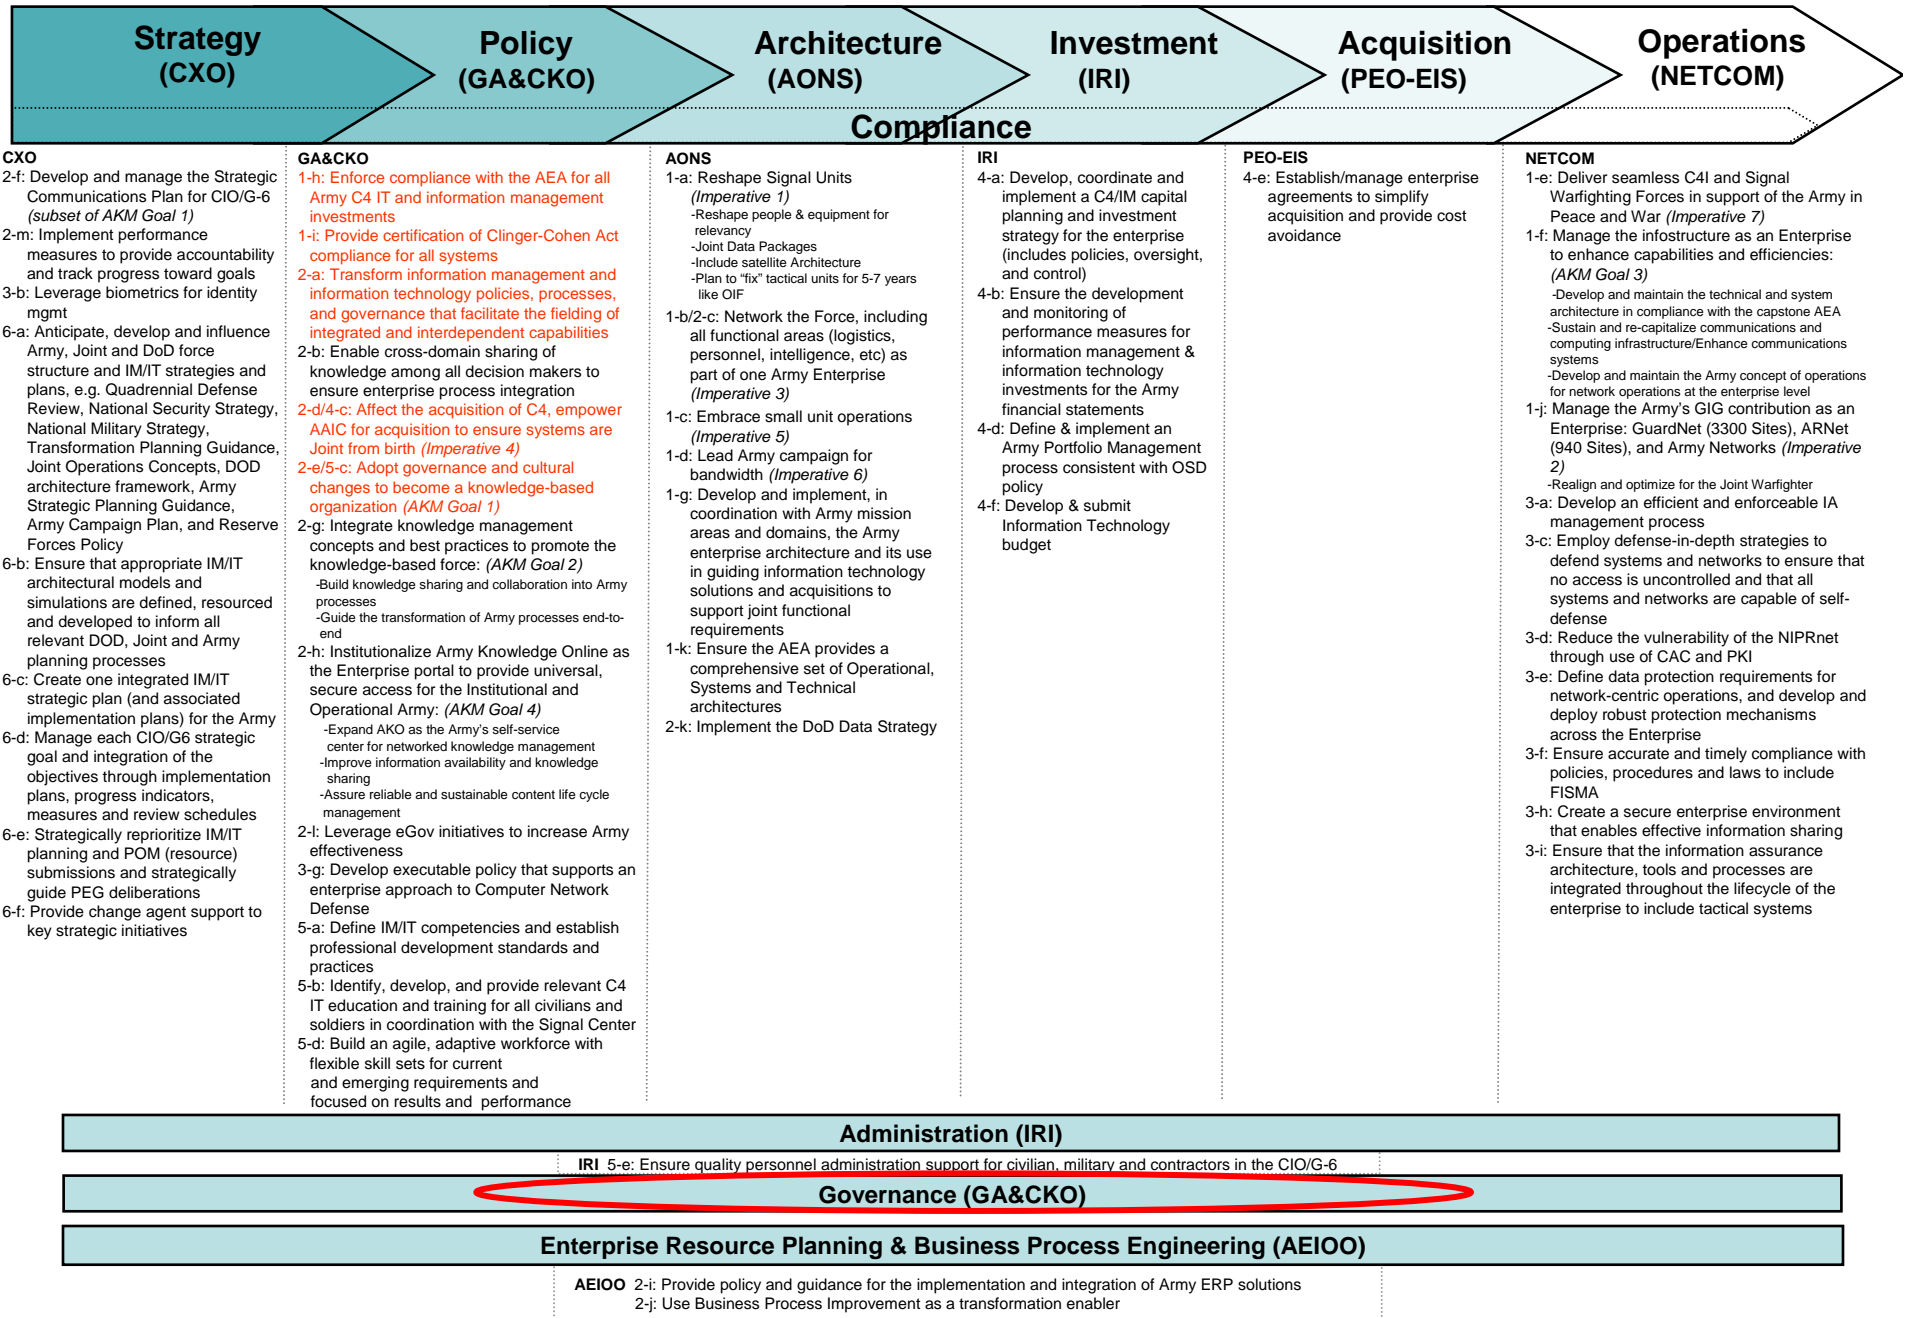 Strategy
(CXO)
Policy
(GA&CKO)
Architecture
(AONS)
Investment
(IRI)
Acquisition
(PEO-EIS)
Operations
(NETCOM)
Compliance
CXO
2-f: Develop and manage the Strategic
Communications Plan for CIO/G-6
(subset of AKM Goal 1)
2-m: Implement performance
measures to provide accountability
and track progress toward goals
3-b: Leverage biometrics for identity
mgmt
6-a: Anticipate, develop and influence
Army, Joint and DoD force
structure and IM/IT strategies and
plans, e.g. Quadrennial Defense
Review, National Security Strategy,
National Military Strategy,
Transformation Planning Guidance,
Joint Operations Concepts, DOD
architecture framework, Army
Strategic Planning Guidance,
Army Campaign Plan, and Reserve
Forces Policy
6-b: Ensure that appropriate IM/IT
architectural models and
simulations are defined, resourced
and developed to inform all
relevant DOD, Joint and Army
planning processes
6-c: Create one integrated IM/IT
strategic plan (and associated
implementation plans) for the Army
6-d: Manage each CIO/G6 strategic
goal and integration of the
objectives through implementation
plans, progress indicators,
measures and review schedules
6-e: Strategically reprioritize IM/IT
planning and POM (resource)
submissions and strategically
guide PEG deliberations
6-f: Provide change agent support to
key strategic initiatives
GA&CKO
1-h: Enforce compliance with the AEA for all
Army C4 IT and information management
investments
1-i: Provide certification of Clinger-Cohen Act
compliance for all systems
2-a: Transform information management and
information technology policies, processes,
and governance that facilitate the fielding of
integrated and interdependent capabilities
2-b: Enable cross-domain sharing of
knowledge among all decision makers to
ensure enterprise process integration
2-d/4-c: Affect the acquisition of C4, empower
AAIC for acquisition to ensure systems are
Joint from birth (Imperative 4)
2-e/5-c: Adopt governance and cultural
changes to become a knowledge-based
organization (AKM Goal 1)
2-g: Integrate knowledge management
concepts and best practices to promote the
knowledge-based force: (AKM Goal 2)
-Build knowledge sharing and collaboration into Army
processes
-Guide the transformation of Army processes end-to-
end
2-h: Institutionalize Army Knowledge Online as
the Enterprise portal to provide universal,
secure access for the Institutional and
Operational Army: (AKM Goal 4)
-Expand AKO as the Army's self-service
center for networked knowledge management
-Improve information availability and knowledge
sharing
-Assure reliable and sustainable content life cycle
management
2-l: Leverage eGov initiatives to increase Army
effectiveness
3-g: Develop executable policy that supports an
enterprise approach to Computer Network
Defense
5-a: Define IM/IT competencies and establish
professional development standards and
practices
5-b: Identify, develop, and provide relevant C4
IT education and training for all civilians and
soldiers in coordination with the Signal Center
5-d: Build an agile, adaptive workforce with
flexible skill sets for current
and emerging requirements and
focused on results and performance
AONS
1-a: Reshape Signal Units
(Imperative 1)
-Reshape people & equipment for
relevancy
-Joint Data Packages
-Include satellite Architecture
-Plan to “fix” tactical units for 5-7 years
like OIF
1-b/2-c: Network the Force, including
all functional areas (logistics,
personnel, intelligence, etc) as
part of one Army Enterprise
(Imperative 3)
1-c: Embrace small unit operations
(Imperative 5)
1-d: Lead Army campaign for
bandwidth (Imperative 6)
1-g: Develop and implement, in
coordination with Army mission
areas and domains, the Army
enterprise architecture and its use
in guiding information technology
solutions and acquisitions to
support joint functional
requirements
1-k: Ensure the AEA provides a
comprehensive set of Operational,
Systems and Technical
architectures
2-k: Implement the DoD Data Strategy
IRI
4-a: Develop, coordinate and
implement a C4/IM capital
planning and investment
strategy for the enterprise
(includes policies, oversight,
and control)
4-b: Ensure the development
and monitoring of
performance measures for
information management &
information technology
investments for the Army
financial statements
4-d: Define & implement an
Army Portfolio Management
process consistent with OSD
policy
4-f: Develop & submit
Information Technology
budget
PEO-EIS
4-e: Establish/manage enterprise
agreements to simplify
acquisition and provide cost
avoidance
NETCOM
1-e: Deliver seamless C4I and Signal
Warfighting Forces in support of the Army in
Peace and War (Imperative 7)
1-f: Manage the infostructure as an Enterprise
to enhance capabilities and efficiencies:
(AKM Goal 3)
-Develop and maintain the technical and system
architecture in compliance with the capstone AEA
-Sustain and re-capitalize communications and
computing infrastructure/Enhance communications
systems
-Develop and maintain the Army concept of operations
for network operations at the enterprise level
1-j: Manage the Army's GIG contribution as an
Enterprise: GuardNet (3300 Sites), ARNet
(940 Sites), and Army Networks (Imperative
2)
-Realign and optimize for the Joint Warfighter
3-a: Develop an efficient and enforceable IA
management process
3-c: Employ defense-in-depth strategies to
defend systems and networks to ensure that
no access is uncontrolled and that all
systems and networks are capable of self-
defense
3-d: Reduce the vulnerability of the NIPRnet
through use of CAC and PKI
3-e: Define data protection requirements for
network-centric operations, and develop and
deploy robust protection mechanisms
across the Enterprise
3-f: Ensure accurate and timely compliance with
policies, procedures and laws to include
FISMA
3-h: Create a secure enterprise environment
that enables effective information sharing
3-i: Ensure that the information assurance
architecture, tools and processes are
integrated throughout the lifecycle of the
enterprise to include tactical systems
Administration (IRI)
IRI 5-e: Ensure quality personnel administration support for civilian, military and contractors in the CIO/G-6
Governance (GA&CKO)
Enterprise Resource Planning & Business Process Engineering (AEIOO)
AEIOO 2-i: Provide policy and guidance for the implementation and integration of Army ERP solutions
2-j: Use Business Process Improvement as a transformation enabler